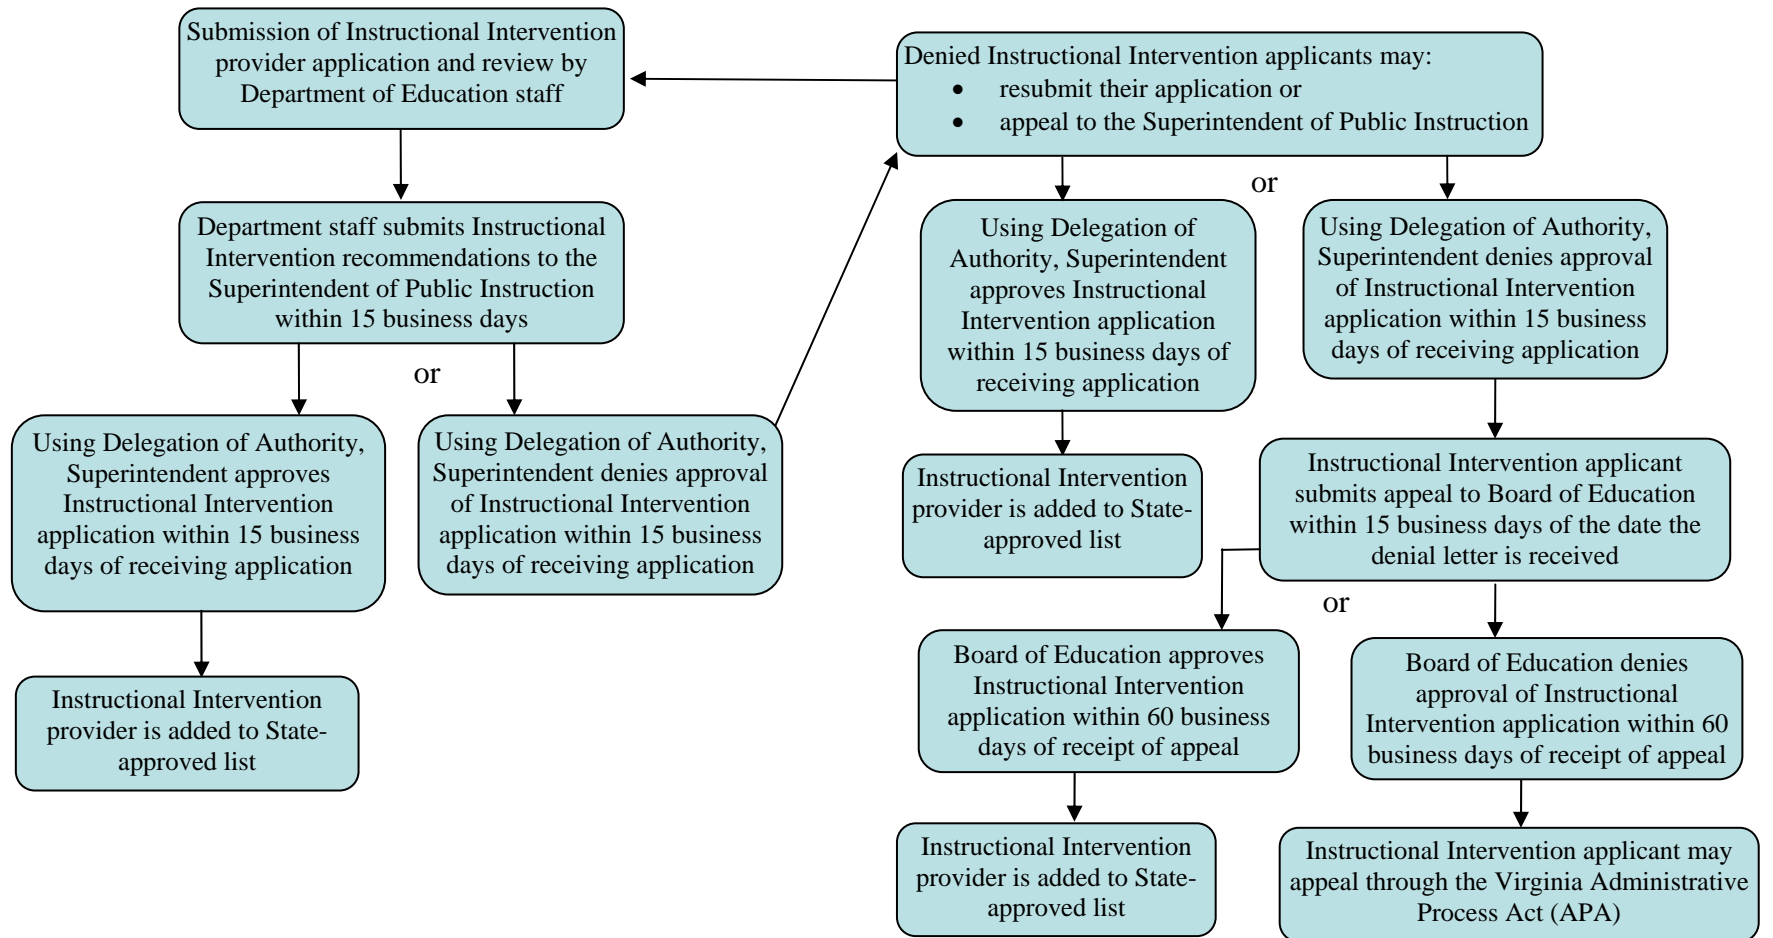 Submission of Instructional Intervention
provider application and review by
Department of Education staff
Denied Instructional Intervention applicants may:
• resubmit their application or
• appeal to the Superintendent of Public Instruction
Department staff submits Instructional
Intervention recommendations to the
Superintendent of Public Instruction
within 15 business days
or
Using Delegation of Authority,
Superintendent approves
Instructional Intervention
application within 15 business
days of receiving application
Using Delegation of Authority,
Superintendent denies approval
of Instructional Intervention
application within 15 business
days of receiving application
Instructional Intervention
provider is added to State-
approved list
or
Using Delegation of
Authority, Superintendent
approves Instructional
Intervention application
within 15 business days of
receiving application
Using Delegation of Authority,
Superintendent denies approval
of Instructional Intervention
application within 15 business
days of receiving application
Instructional Intervention
provider is added to State-
approved list
Instructional Intervention applicant
submits appeal to Board of Education
within 15 business days of the date the
denial letter is received
or
Board of Education approves
Instructional Intervention
application within 60 business
days of receipt of appeal
Board of Education denies
approval of Instructional
Intervention application within 60
business days of receipt of appeal
Instructional Intervention
provider is added to State-
approved list
Instructional Intervention applicant may
appeal through the Virginia Administrative
Process Act (APA)